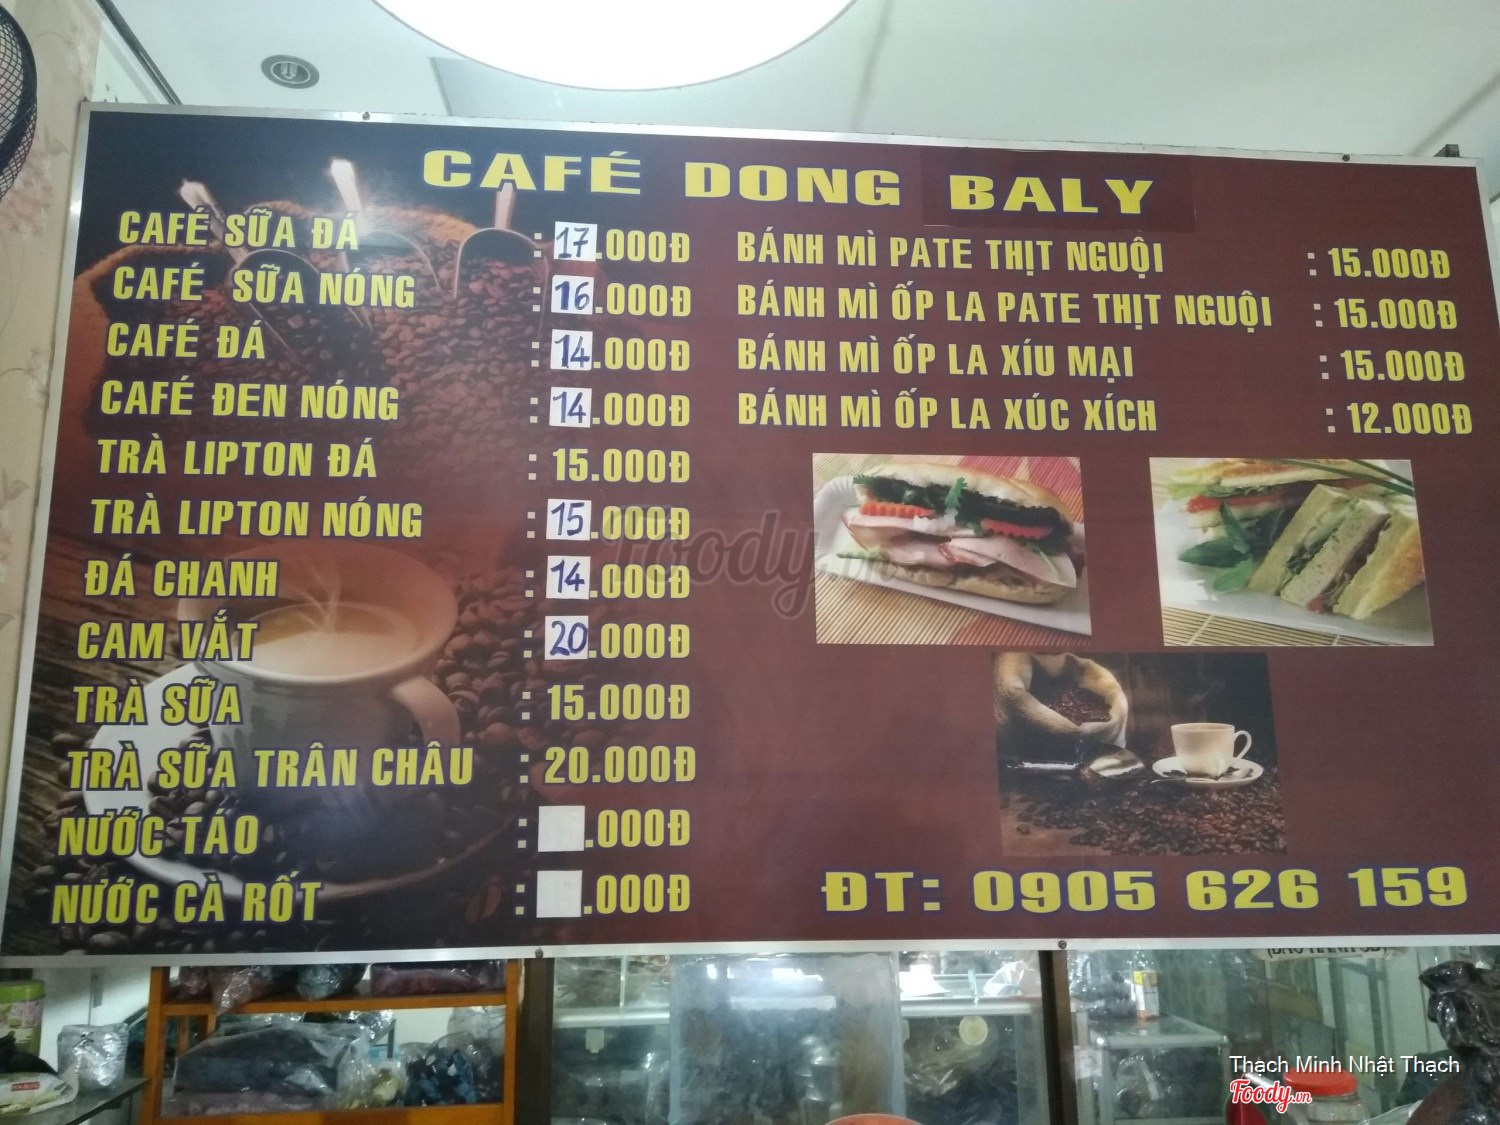 CAFÉ DONG BALY
CAFÉ SỮA ĐÁ : 17.000Đ
CAFÉ SỮA NÓNG : 16.000Đ
CAFÉ ĐÁ : 14.000Đ
CAFÉ ĐEN NÓNG : 14.000Đ
TRÀ LIPTON ĐÁ : 15.000Đ
TRÀ LIPTON NÓNG : 15.000Đ
ĐÁ CHANH : 14.000Đ
CAM VẮT : 20.000Đ
TRÀ SỮA : 15.000Đ
TRÀ SỮA TRÂN CHÂU : 20.000Đ
NƯỚC TÁO : .000Đ
NƯỚC CÀ RỐT : .000Đ
BÁNH MÌ PATE THỊT NGUỘI : 15.000Đ
BÁNH MÌ ỐP LA PATE THỊT NGUỘI : 15.000Đ
BÁNH MÌ ỐP LA XÍU MẠI : 15.000Đ
BÁNH MÌ ỐP LA XÚC XÍCH : 12.000Đ
ĐT: 0905 626 159
Foody.vn
Thạch Minh Nhật Thạch
Foody.vn